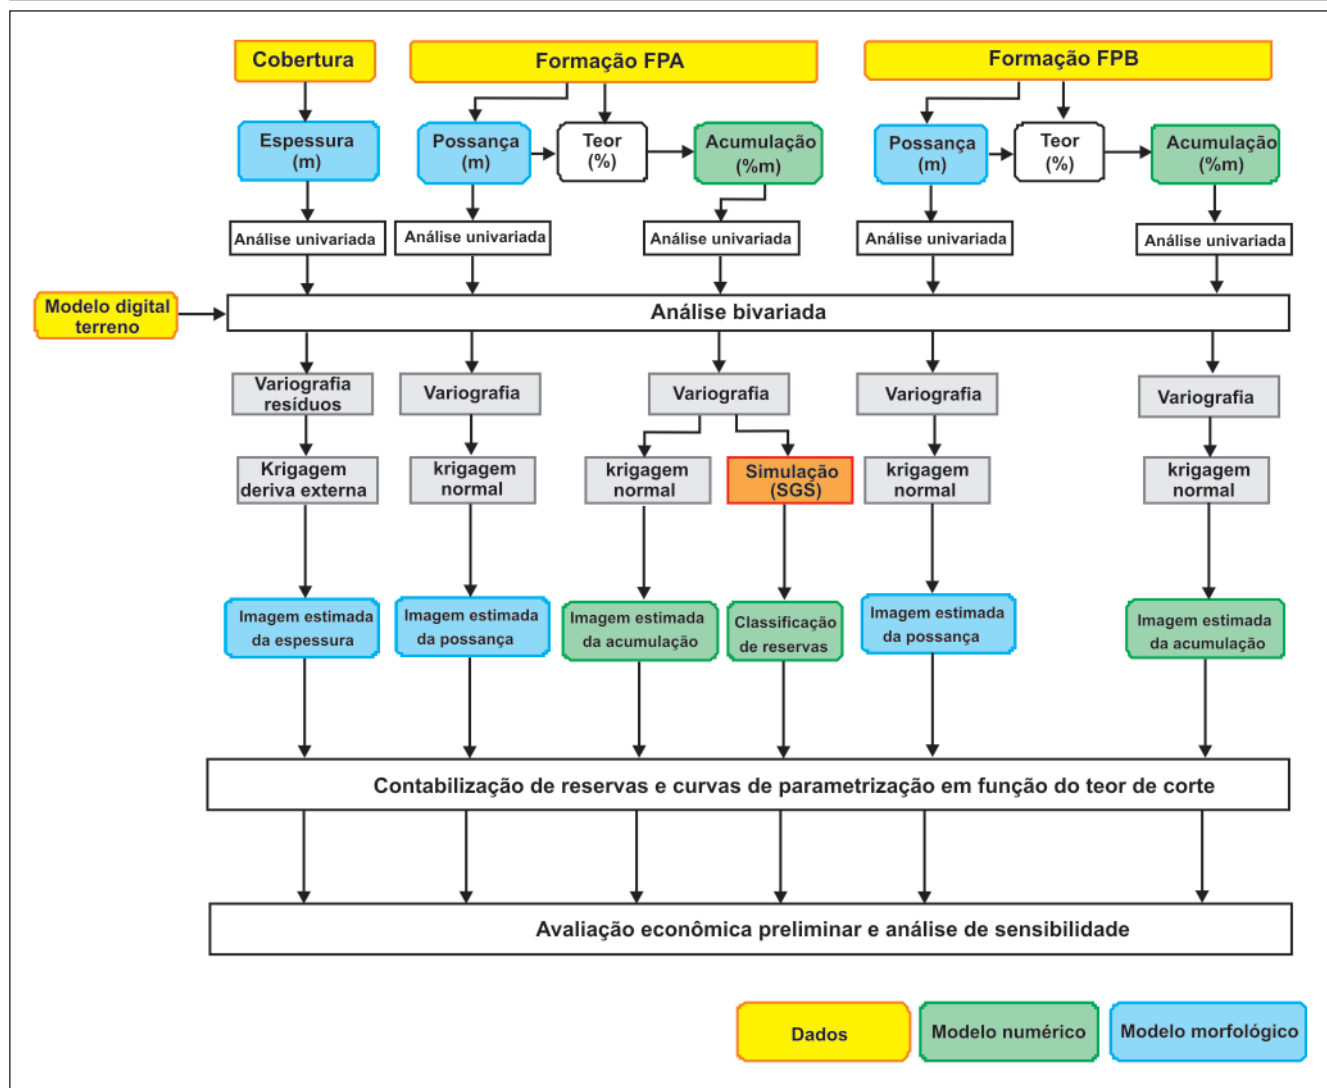 Cobertura
Formação FPA
Formação FPB
Espessura
(m)
Possança
(m)
Teor
(%)
Acumulação
(%m)
Possança
(m)
Teor
(%)
Acumulação
(%m)
Análise univariada
Análise univariada
Análise univariada
Análise univariada
Análise univariada
Modelo digital
terreno
Análise bivariada
Variografia
resíduos
Variografia
Variografia
Variografia
Variografia
Krigagem
deriva externa
krigagem
normal
krigagem
normal
Simulação
(SGS)
krigagem
normal
krigagem
normal
Imagem estimada
da espessura
Imagem estimada
da possança
Imagem estimada
da acumulação
Classificação
de reservas
Imagem estimada
da possança
Imagem estimada
da acumulação
Contabilização de reservas e curvas de parametrização em função do teor de corte
Avaliação econômica preliminar e análise de sensibilidade
Dados
Modelo numérico
Modelo morfológico